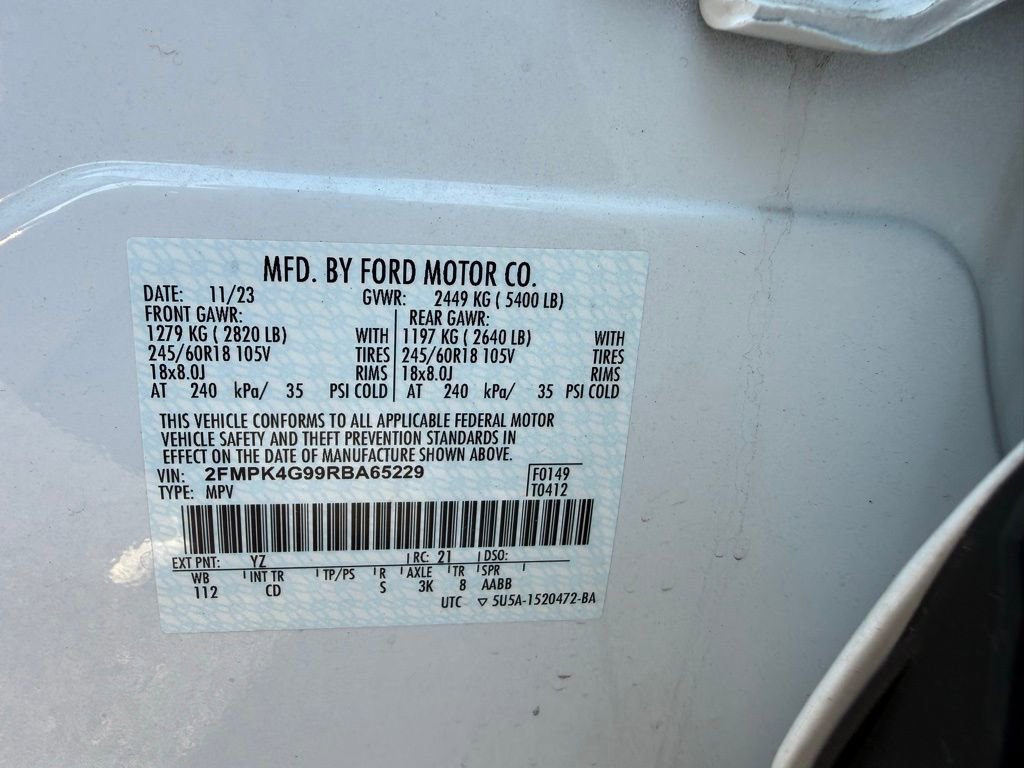 MFD. BY FORD MOTOR CO.
DATE: 11/23 GVWR: 2449 KG ( 5400 LB)
FRONT GAWR: REAR GAWR:
1279 KG ( 2820 LB) WITH 1197 KG ( 2640 LB) WITH
245/60R18 105V TIRES 245/60R18 105V TIRES
18x8.0J RIMS 18x8.0J RIMS
AT 240 kPa/ 35 PSI COLD AT 240 kPa/ 35 PSI COLD
THIS VEHICLE CONFORMS TO ALL APPLICABLE FEDERAL MOTOR
VEHICLE SAFETY AND THEFT PREVENTION STANDARDS IN
EFFECT ON THE DATE OF MANUFACTURE SHOWN ABOVE.
VIN: 2FMPK4G99RBA65229 F0149
TYPE: MPV T0412
EXT PNT: YZ RC: 21 DSO:
WB INT TR TP/PS R AXLE TR SPR
112 CD S 3K 8 AABB
UTC ▽ 5U5A-1520472-BA